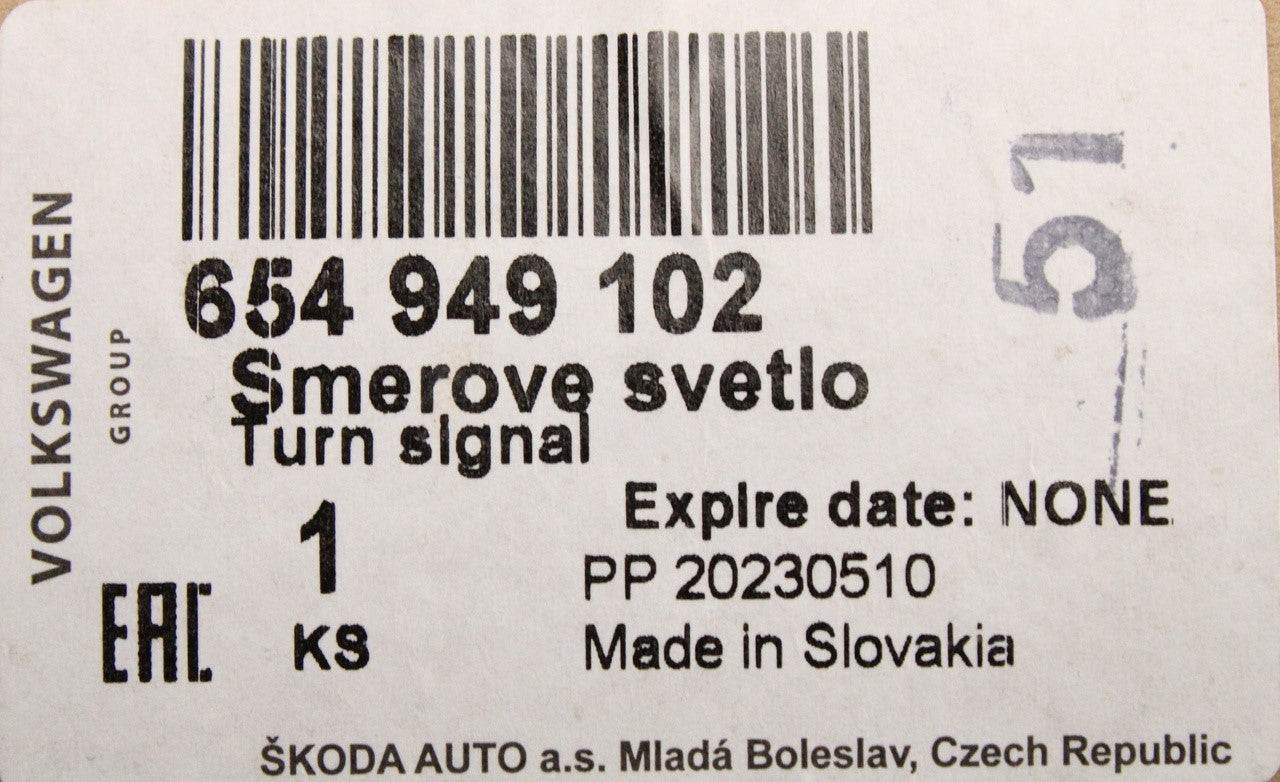 VOLKSWAGEN
GROUP
654 949 102
Smerove svetlo
Turn signal
1
KS
Expire date: NONE
PP 20230510
Made in Slovakia
EAC
51
ŠKODA AUTO a.s. Mladá Boleslav, Czech Republic